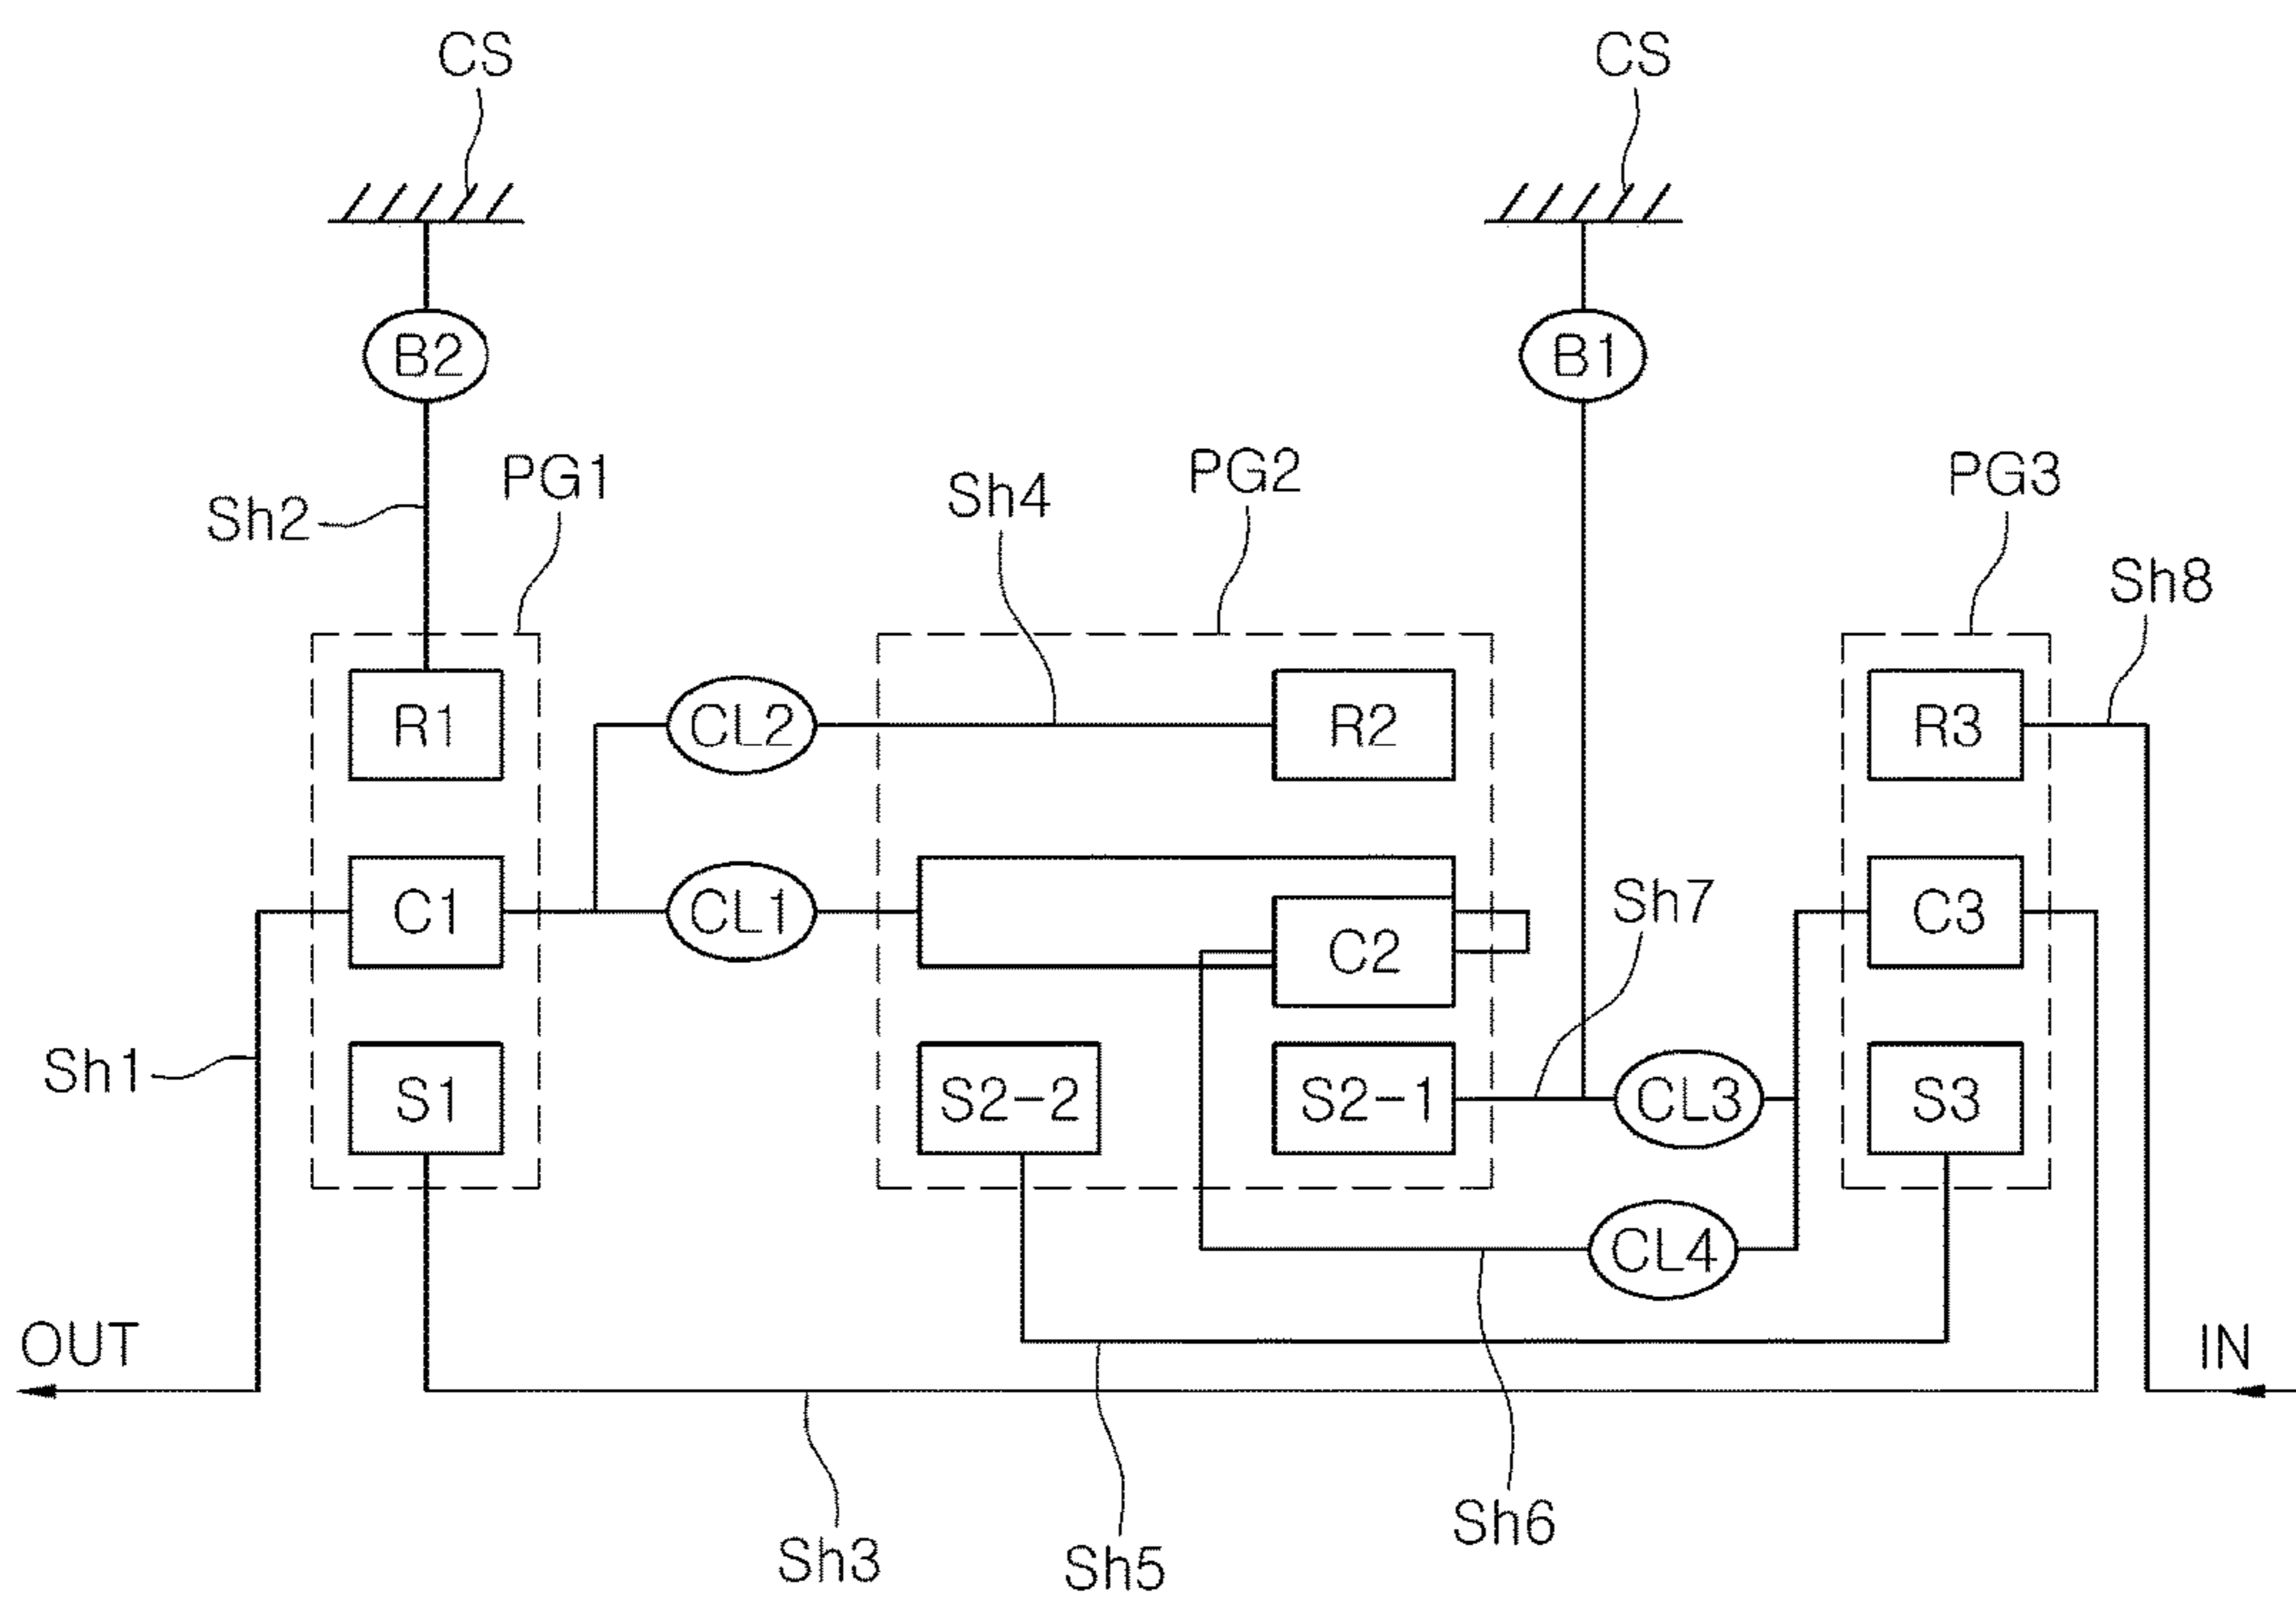 CS CS
B2 B1
PG1 PG2 PG3
Sh2 Sh4 Sh8
R1 CL2 R2 R3
C1 CL1 C2 Sh7 C3
Sh1 S1 S2-2 S2-1 CL3 S3
CL4
OUT IN
Sh3 Sh5 Sh6